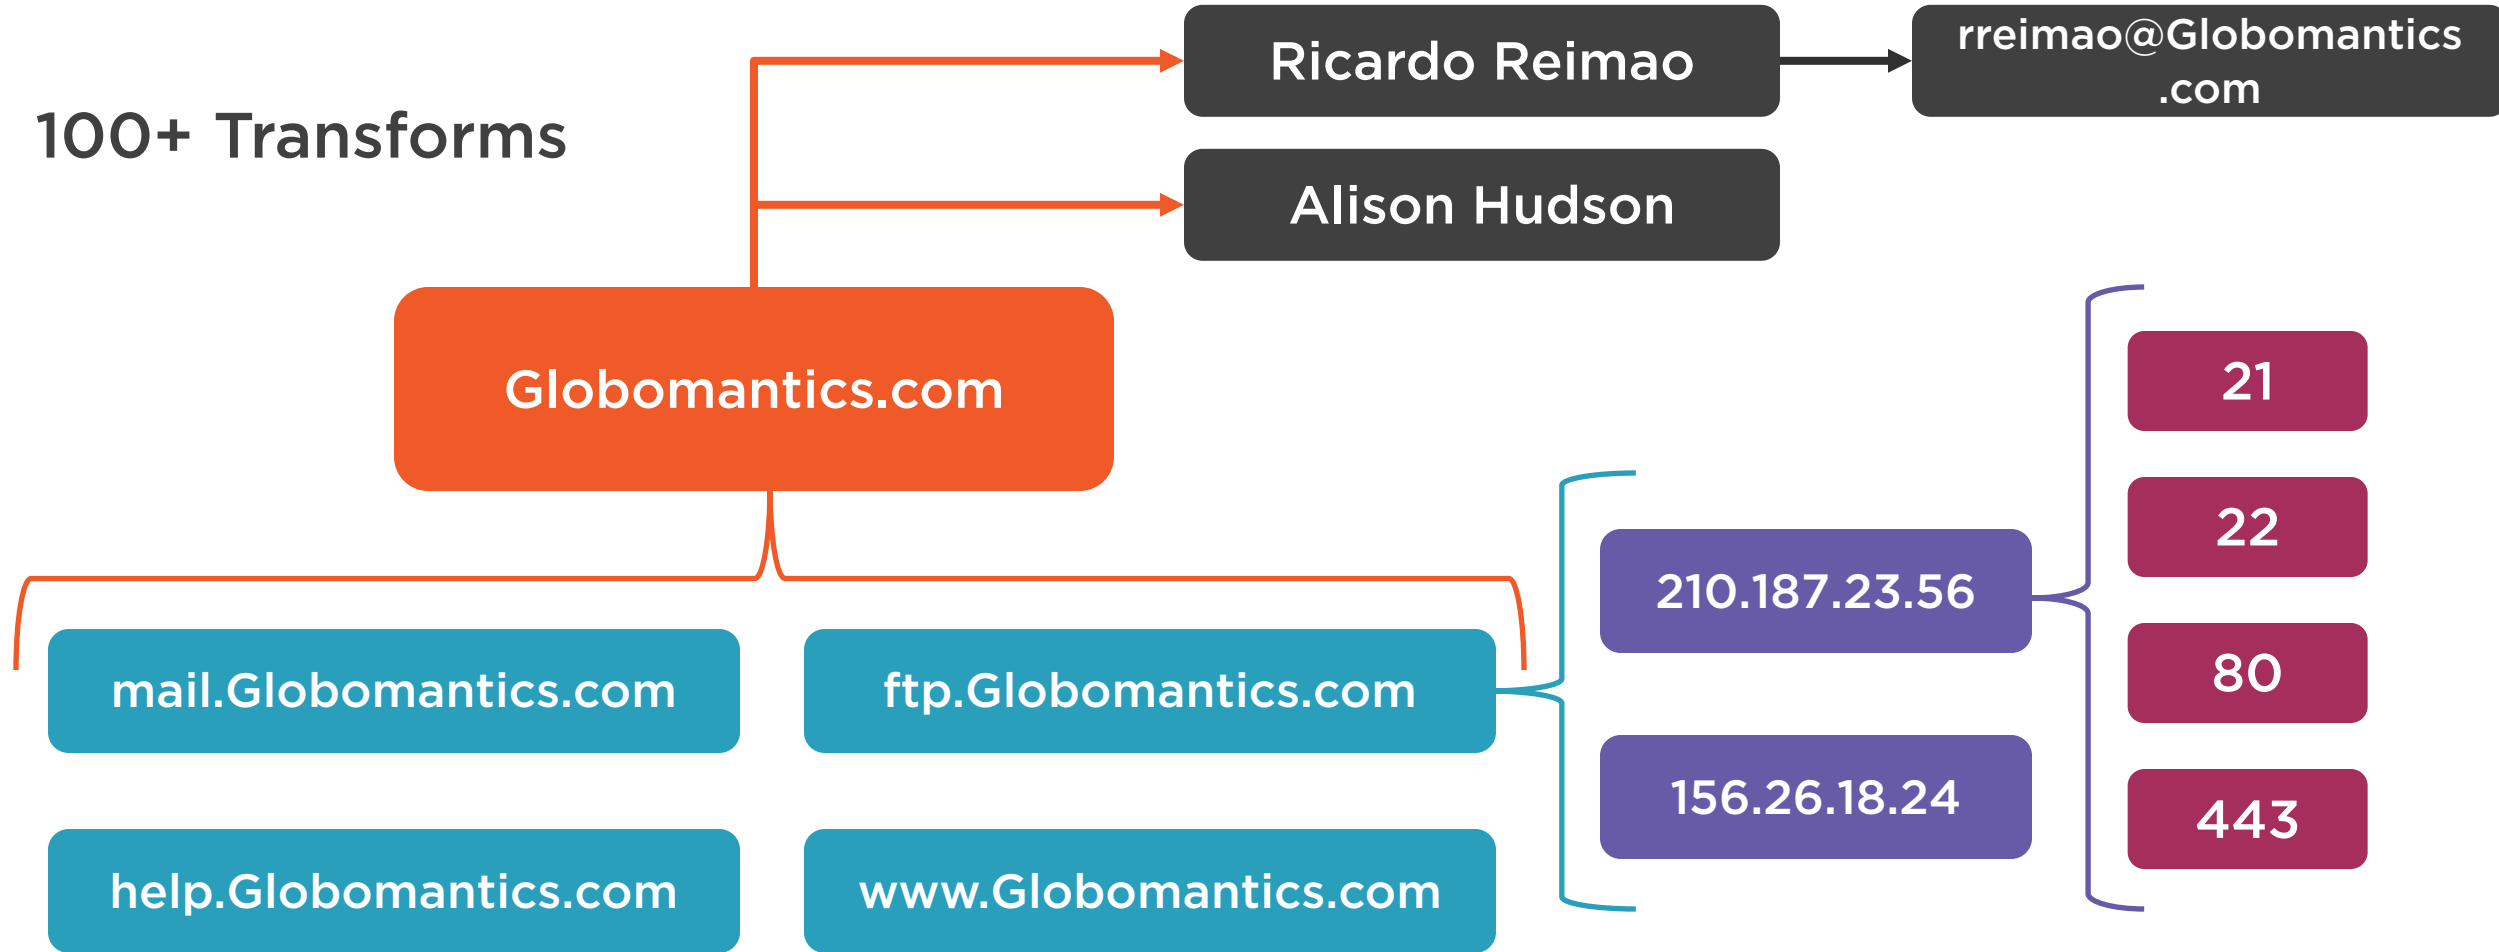 100+ Transforms
Ricardo Reimao
rreimao@Globomantics
.com
Alison Hudson
Globomantics.com
mail.Globomantics.com
ftp.Globomantics.com
help.Globomantics.com
www.Globomantics.com
210.187.23.56
156.26.18.24
21
22
80
443